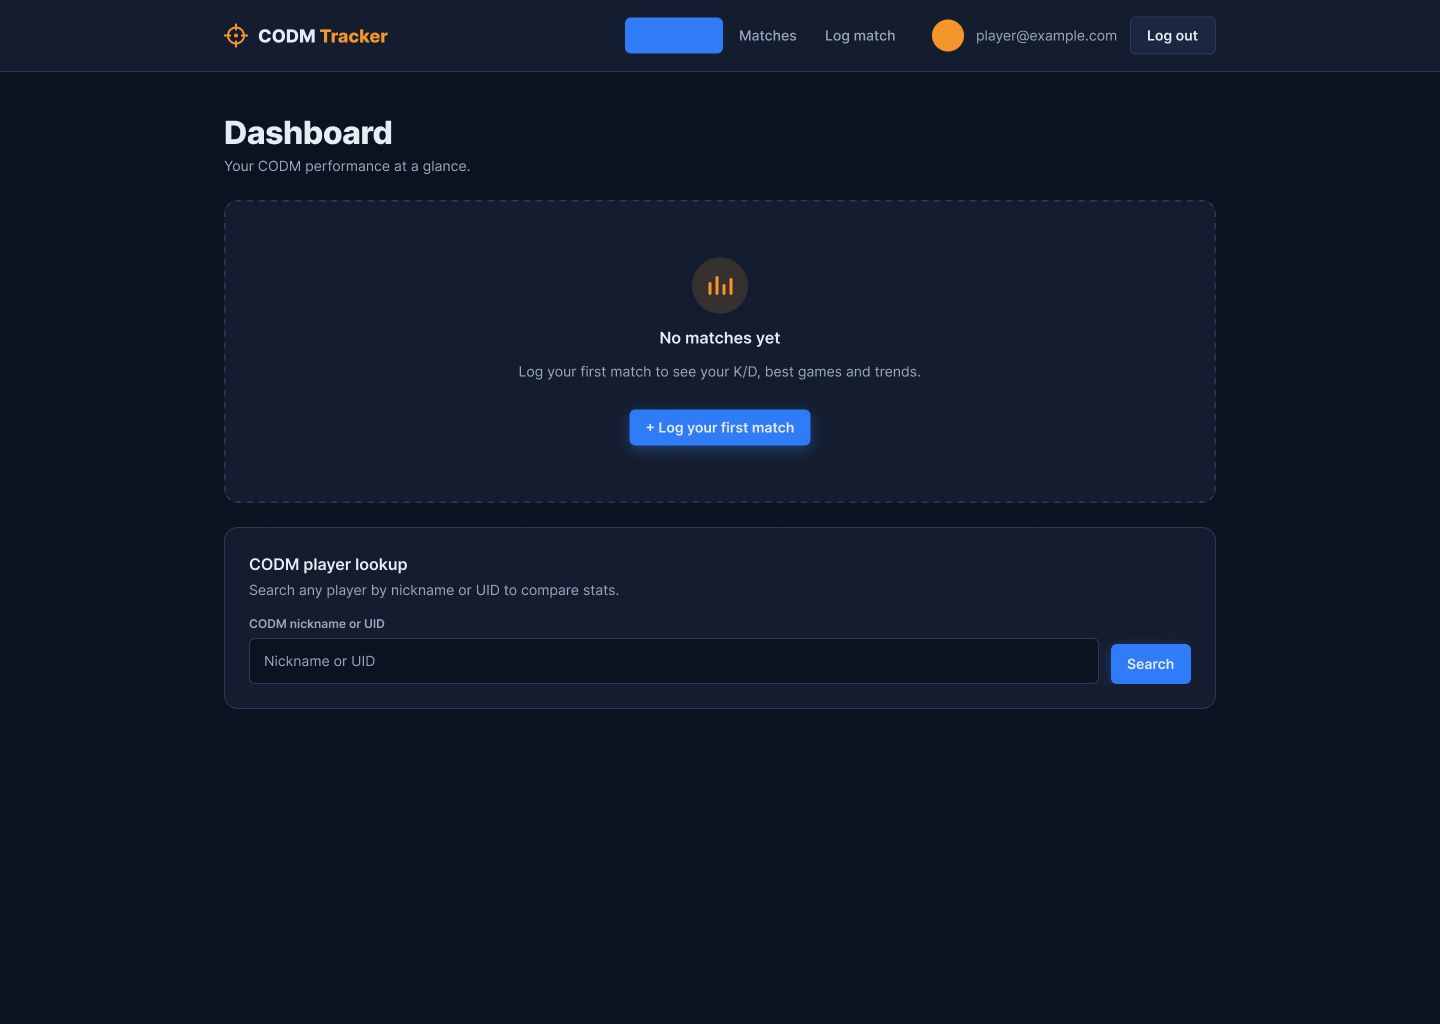 CODM Tracker
Matches
Log match
player@example.com
Log out
Dashboard
Your CODM performance at a glance.
No matches yet
Log your first match to see your K/D, best games and trends.
+ Log your first match
CODM player lookup
Search any player by nickname or UID to compare stats.
CODM nickname or UID
Nickname or UID
Search